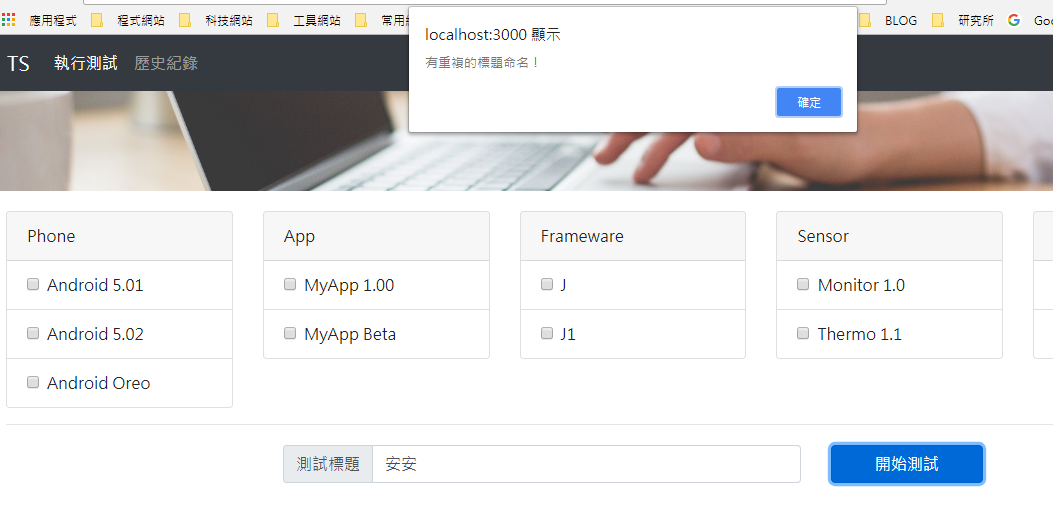 應用程式 程式網站 科技網站 工具網站 BLOG 研究所
localhost:3000 顯示
有重複的標題命名！
確定
TS 執行測試 歷史紀錄
Phone
Android 5.01
Android 5.02
Android Oreo
App
MyApp 1.00
MyApp Beta
Frameware
J
J1
Sensor
Monitor 1.0
Thermo 1.1
測試標題 安安 開始測試